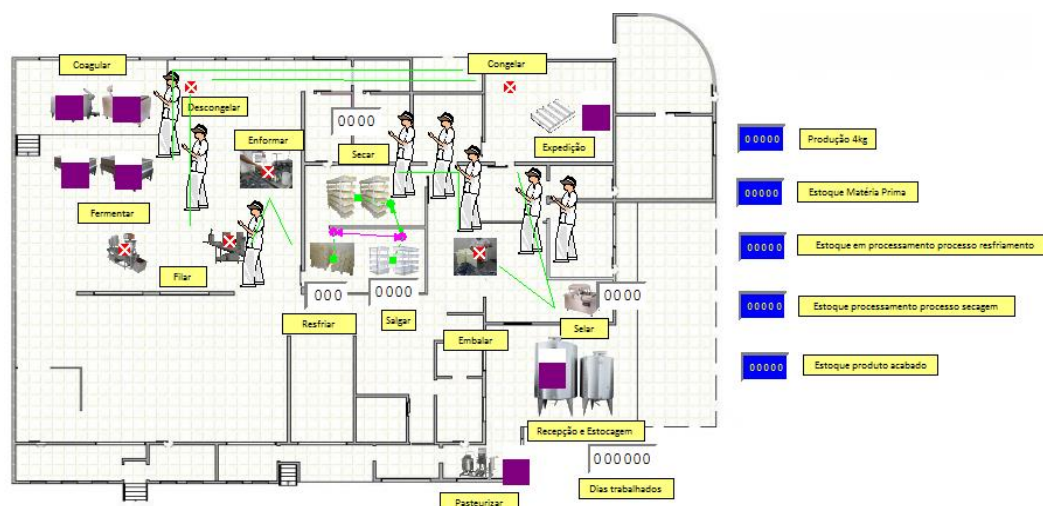 Coagular
Congelar
Descongelar
0000
Enformar
Secar
Expedição
00000
Produção 4kg
00000
Estoque Matéria Prima
Fermentar
Filar
00000
Estoque em processamento processo resfriamento
000
0000
0000
Resfriar
Salgar
Selar
Embalar
00000
Estoque processamento processo secagem
00000
Estoque produto acabado
Recepção e Estocagem
000000
Dias trabalhados
Pasteurizar